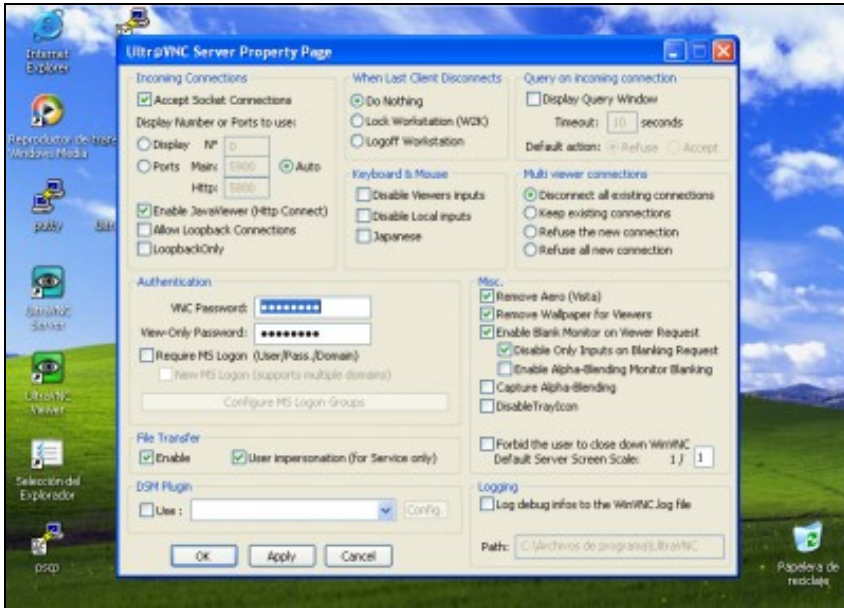 Internet
Explorer
Reproductor de
Windows Media
putty
UltraVNC
Server
UltraVNC
Viewer
Selección del
Explorador
pscp
Papelera de
reciclaje
Ultr@VNC Server Property Page
Incoming Connections
Accept Socket Connections
Display Number or Ports to use:
Display N° 0
Ports Main: 5900 Auto
Http: 5800
Enable JavaViewer (Http Connect)
Allow Loopback Connections
LoopbackOnly
When Last Client Disconnects
Do Nothing
Lock Workstation (W2K)
Logoff Workstation
Query on incoming connection
Display Query Window
Timeout: 10 seconds
Default action: Refuse Accept
Keyboard & Mouse
Disable Viewers inputs
Disable Local inputs
Japanese
Multi viewer connections
Disconnect all existing connections
Keep existing connections
Refuse the new connection
Refuse all new connection
Authentication
VNC Password: ••••••••
View-Only Password: ••••••••
Require MS Logon (User/Pass./Domain)
New MS Logon (supports multiple domains)
Configure MS Logon Groups
Misc.
Remove Aero (Vista)
Remove Wallpaper for Viewers
Enable Blank Monitor on Viewer Request
Disable Only Inputs on Blanking Request
Enable Alpha-Blending Monitor Blanking
Capture Alpha-Blending
DisableTrayIcon
Forbid the user to close down WinVNC
Default Server Screen Scale: 1 / 1
File Transfer
Enable User impersonation (for Service only)
DSM Plugin
Use : Config.
Logging
Log debug infos to the WinVNC.log file
Path: C:\Archivos de programa\UltraVNC
OK Apply Cancel